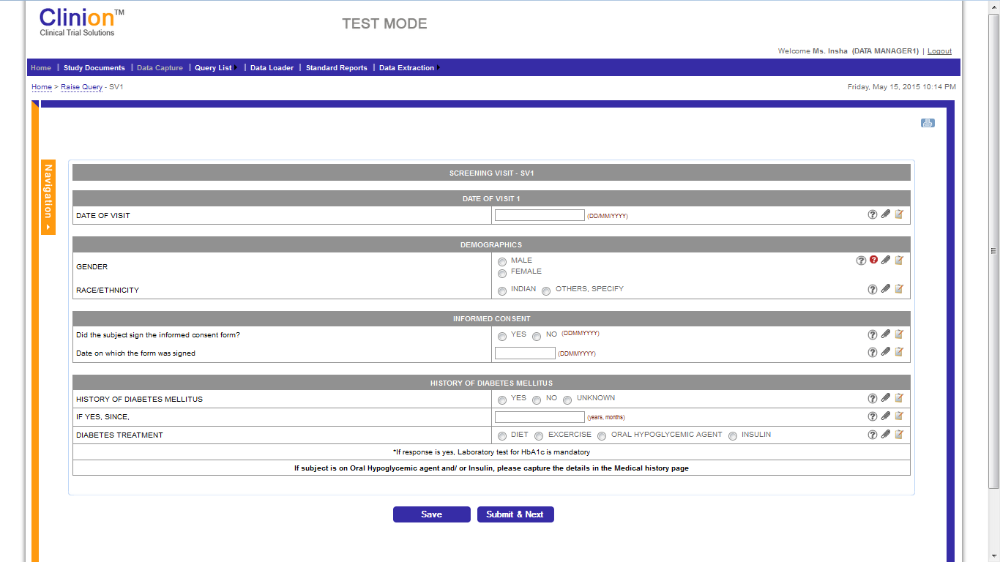 Clinion™
Clinical Trial Solutions
TEST MODE
Welcome Ms. Insha (DATA MANAGER1) | Logout
Home | Study Documents | Data Capture | Query List | Data Loader | Standard Reports | Data Extraction
Home > Raise Query - SV1
Friday, May 15, 2015 10:14 PM
Navigation
SCREENING VISIT - SV1
DATE OF VISIT 1
DATE OF VISIT (DD/MM/YYYY)
DEMOGRAPHICS
GENDER
MALE
FEMALE
RACE/ETHNICITY INDIAN OTHERS, SPECIFY
INFORMED CONSENT
Did the subject sign the informed consent form? YES NO (DDMMYYYY)
Date on which the form was signed (DDMMYYYY)
HISTORY OF DIABETES MELLITUS
HISTORY OF DIABETES MELLITUS YES NO UNKNOWN
IF YES, SINCE, (years, months)
DIABETES TREATMENT DIET EXCERCISE ORAL HYPOGLYCEMIC AGENT INSULIN
*If response is yes, Laboratory test for HbA1c is mandatory
If subject is on Oral Hypoglycemic agent and/ or Insulin, please capture the details in the Medical history page
Save Submit & Next